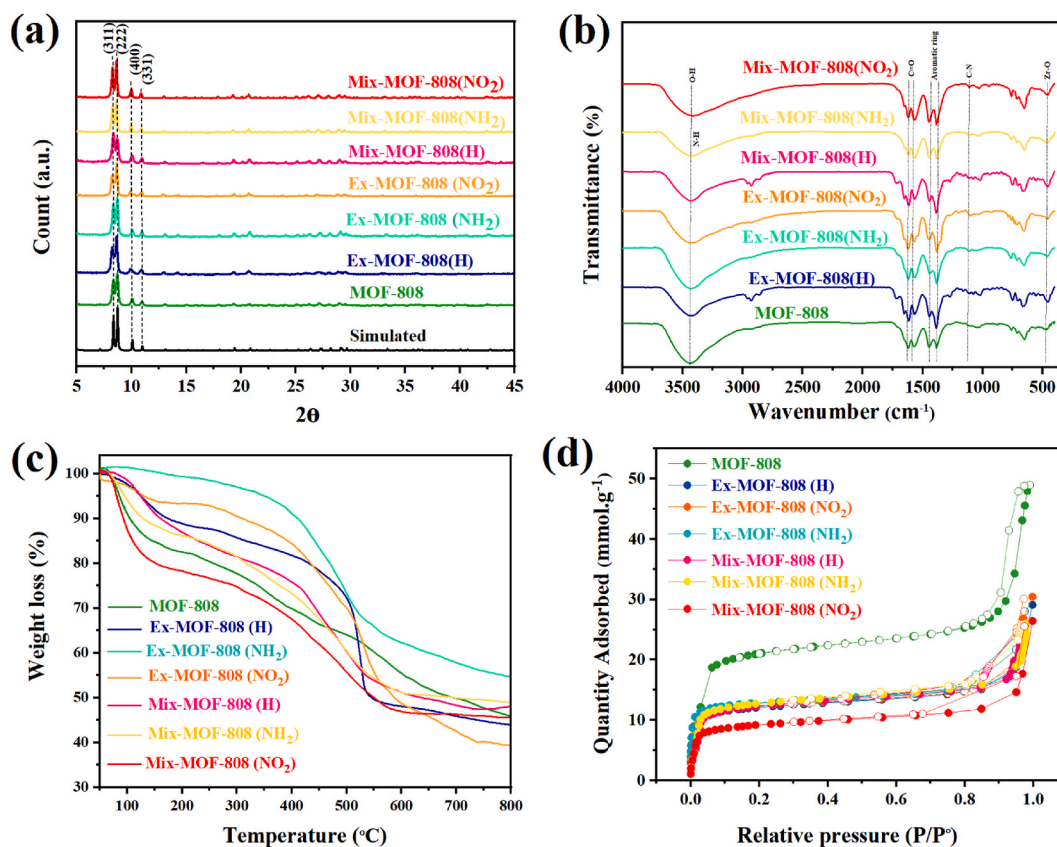 (a)
(311)
(222)
(400)
(331)
Mix-MOF-808(NO₂)
Mix-MOF-808(NH₂)
Mix-MOF-808(H)
Ex-MOF-808 (NO₂)
Ex-MOF-808 (NH₂)
Ex-MOF-808(H)
MOF-808
Simulated
Count (a.u.)
5 10 15 20 25 30 35 40 45
2θ
(b)
H-O-H
N-H
C=O
Aromatic ring
C-N
Zr-O
Mix-MOF-808(NO₂)
Mix-MOF-808(NH₂)
Mix-MOF-808(H)
Ex-MOF-808(NO₂)
Ex-MOF-808(NH₂)
Ex-MOF-808(H)
MOF-808
Transmittance (%)
4000 3500 3000 2500 2000 1500 1000 500
Wavenumber (cm⁻¹)
(c)
100
90
80
70
60
50
40
30
Weight loss (%)
MOF-808
Ex-MOF-808 (H)
Ex-MOF-808 (NH₂)
Ex-MOF-808 (NO₂)
Mix-MOF-808 (H)
Mix-MOF-808 (NH₂)
Mix-MOF-808 (NO₂)
100 200 300 400 500 600 700 800
Temperature (°C)
(d)
MOF-808
Ex-MOF-808 (H)
Ex-MOF-808 (NO₂)
Ex-MOF-808 (NH₂)
Mix-MOF-808 (H)
Mix-MOF-808 (NH₂)
Mix-MOF-808 (NO₂)
50
40
30
20
10
0
Quantity Adsorbed (mmol.g⁻¹)
0.0 0.2 0.4 0.6 0.8 1.0
Relative pressure (P/P°)